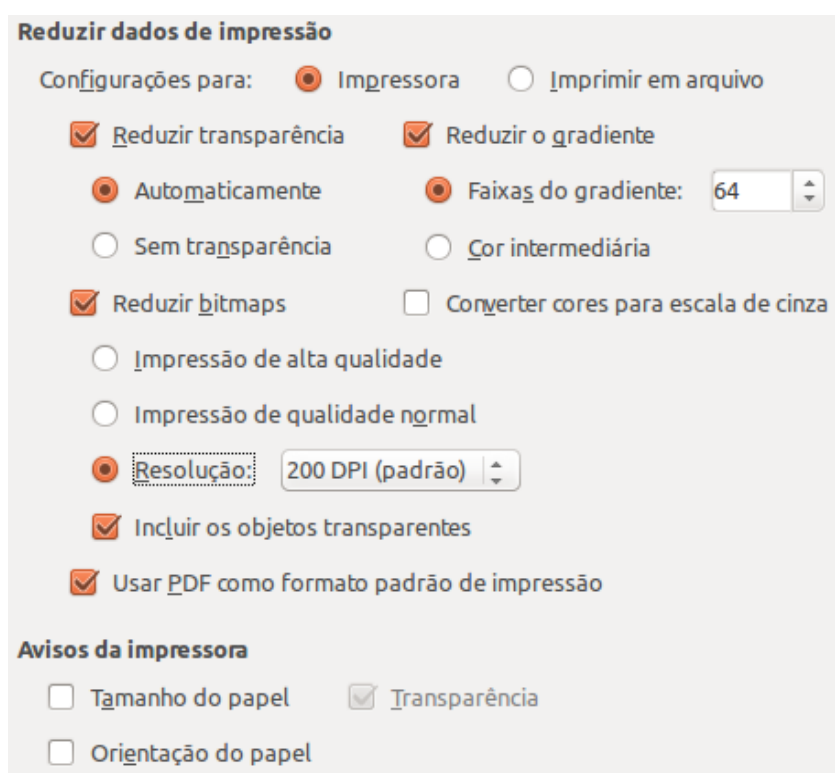 Reduzir dados de impressão
Configurações para: Impressora Imprimir em arquivo
Reduzir transparência Reduzir o gradiente
Automaticamente Faixas do gradiente: 64
Sem transparência Cor intermediária
Reduzir bitmaps Converter cores para escala de cinza
Impressão de alta qualidade
Impressão de qualidade normal
Resolução: 200 DPI (padrão)
Incluir os objetos transparentes
Usar PDF como formato padrão de impressão
Avisos da impressora
Tamanho do papel Transparência
Orientação do papel